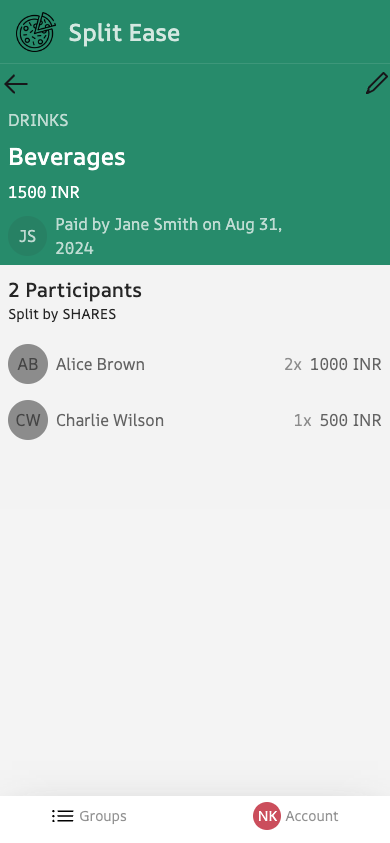 Split Ease
DRINKS
Beverages
1500 INR
JS
Paid by Jane Smith on Aug 31,
2024
2 Participants
Split by SHARES
AB Alice Brown 2x 1000 INR
CW Charlie Wilson 1x 500 INR
Groups NK Account